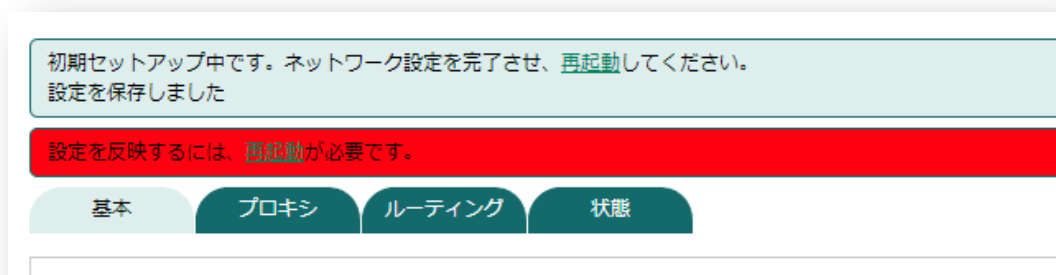 初期セットアップ中です。ネットワーク設定を完了させ、再起動してください。
設定を保存しました
設定を反映するには、再起動が必要です。
基本 プロキシ ルーティング 状態